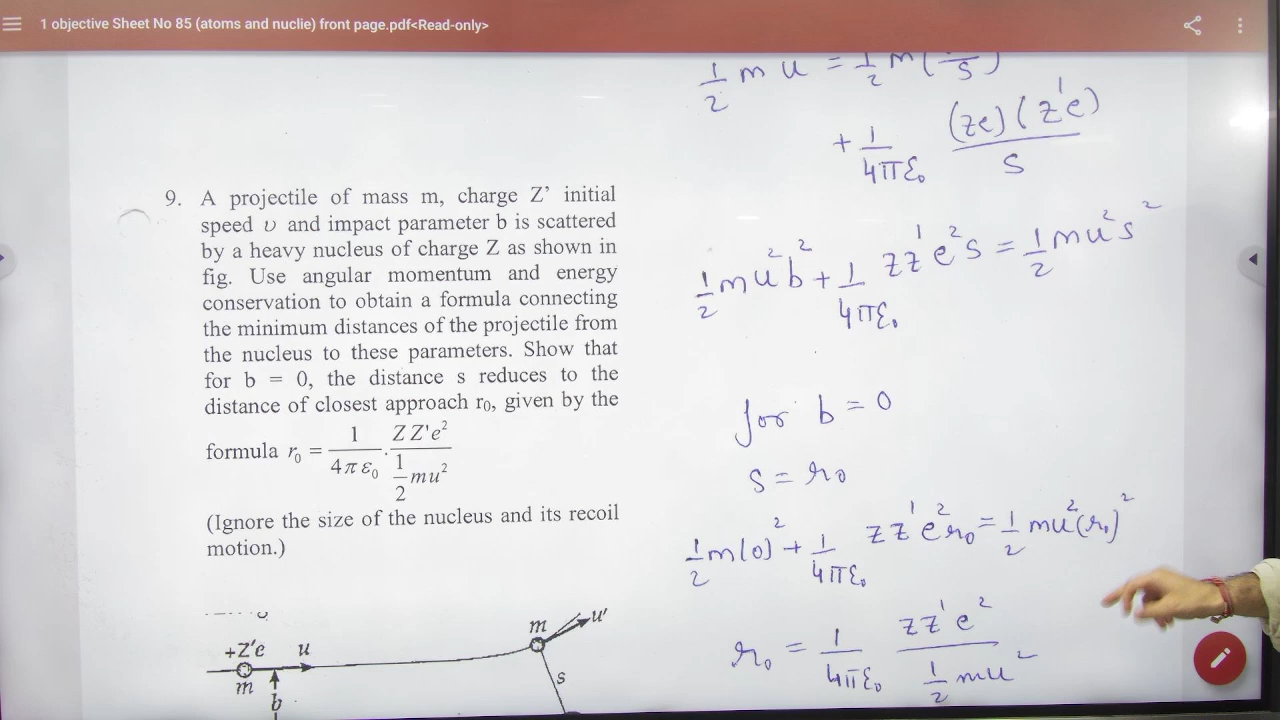 1 objective Sheet No 85 (atoms and nuclie) front page.pdf<Read-only>
9. A projectile of mass m, charge Z’ initial
speed υ and impact parameter b is scattered
by a heavy nucleus of charge Z as shown in
fig. Use angular momentum and energy
conservation to obtain a formula connecting
the minimum distances of the projectile from
the nucleus to these parameters. Show that
for b = 0, the distance s reduces to the
distance of closest approach r₀, given by the
formula r₀ = 1/(4πε₀) . ZZ'e²/(1/2 mu²)
(Ignore the size of the nucleus and its recoil
motion.)
+Z'e u
m
b
m u'
s
1/2 m u = 1/2 m( /s)
+ 1/4πε₀ (ze)(z'e)/s
1/2 mu²b² + 1/4πε₀ zz'e²s = 1/2 mu²s²
for b = 0
s = r₀
1/2 m(0)² + 1/4πε₀ zz'e²r₀ = 1/2 mu²(r₀)²
r₀ = 1/4πε₀ zz'e²/(1/2 mu²)